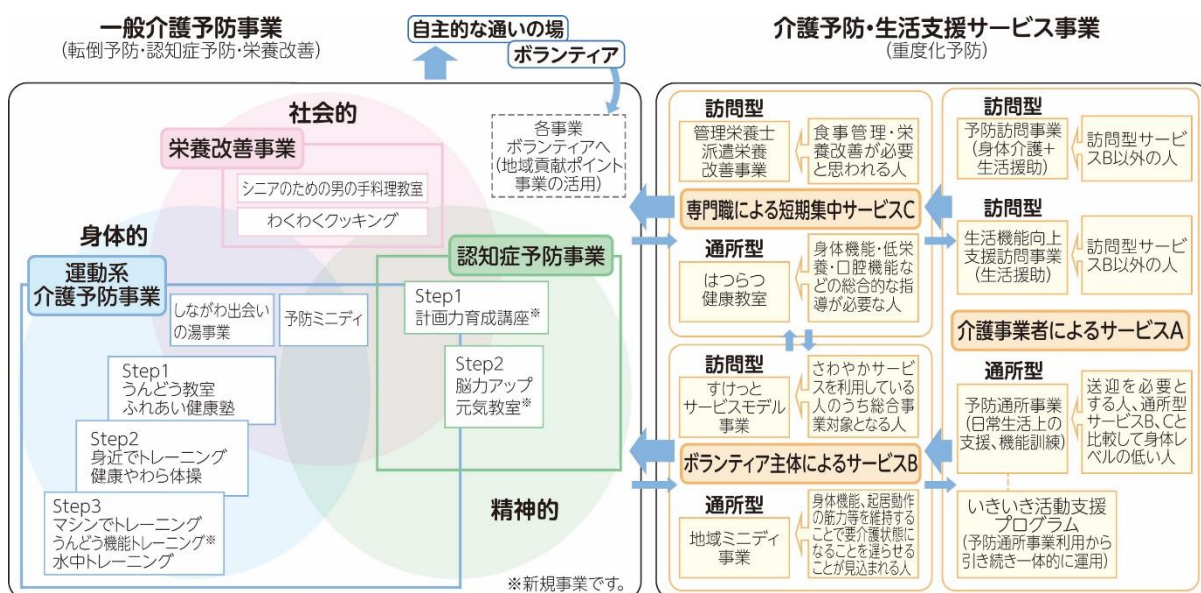 一般介護予防事業
(転倒予防・認知症予防・栄養改善)
自主的な通いの場
ボランティア
各事業
ボランティアへ
(地域貢献ポイント
事業の活用)
社会的
栄養改善事業
シニアのための男の手料理教室
わくわくクッキング
身体的
運動系
介護予防事業
認知症予防事業
しながわ出会い
の湯事業
予防ミニデイ
Step1
計画力育成講座※
Step2
脳力アップ
元気教室※
Step1
うんどう教室
ふれあい健康塾
Step2
身近でトレーニング
健康やわら体操
Step3
マシンでトレーニング
うんどう機能トレーニング※
水中トレーニング
精神的
※新規事業です。
介護予防・生活支援サービス事業
(重度化予防)
訪問型
管理栄養士
派遣栄養
改善事業
食事管理・栄
養改善が必要
と思われる人
専門職による短期集中サービスC
通所型
はつらつ
健康教室
身体機能・低栄
養・口腔機能な
どの総合的な指
導が必要な人
訪問型
すけっと
サービスモデル
事業
さわやかサービ
スを利用している
人のうち総合事
業対象となる人
ボランティア主体によるサービスB
通所型
地域ミニデイ
事業
身体機能、起居動作
の筋力等を維持する
ことで要介護状態に
なることを遅らせる
ことが見込まれる人
訪問型
予防訪問事業
(身体介護+
生活援助)
訪問型サービ
スB以外の人
訪問型
生活機能向上
支援訪問事業
(生活援助)
訪問型サービ
スB以外の人
介護事業者によるサービスA
通所型
予防通所事業
(日常生活上の
支援、機能訓練)
送迎を必要と
する人、通所型
サービスB、Cと
比較して身体レ
ベルの低い人
いきいき活動支援
プログラム
(予防通所事業利用から
引き続き一体的に運用)